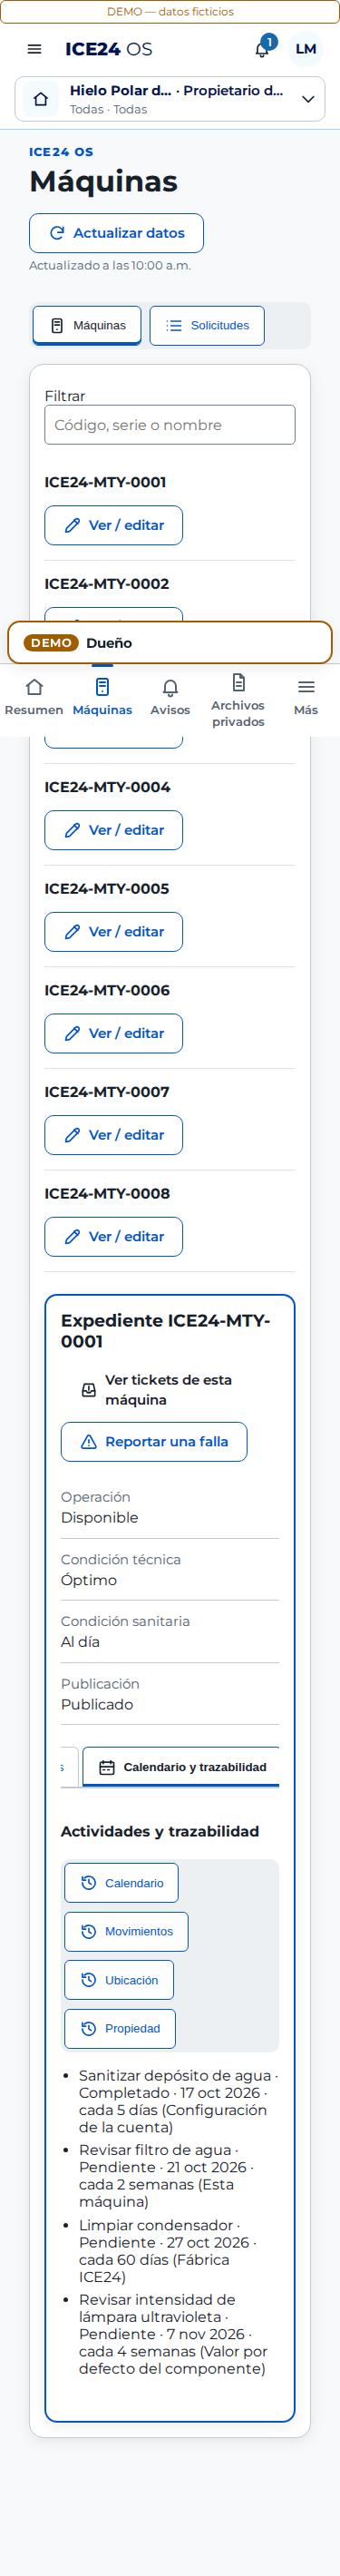 DEMO — datos ficticios
ICE24 OS
1
LM
Hielo Polar d... · Propietario d...
Todas · Todas
ICE24 OS
Máquinas
Actualizar datos
Actualizado a las 10:00 a.m.
Máquinas
Solicitudes
Filtrar
Código, serie o nombre
ICE24-MTY-0001
Ver / editar
ICE24-MTY-0002
DEMO Dueño
Resumen
Máquinas
Avisos
Archivos privados
Más
ICE24-MTY-0004
Ver / editar
ICE24-MTY-0005
Ver / editar
ICE24-MTY-0006
Ver / editar
ICE24-MTY-0007
Ver / editar
ICE24-MTY-0008
Ver / editar
Expediente ICE24-MTY-
0001
Ver tickets de esta
máquina
Reportar una falla
Operación
Disponible
Condición técnica
Óptimo
Condición sanitaria
Al día
Publicación
Publicado
s
Calendario y trazabilidad
Actividades y trazabilidad
Calendario
Movimientos
Ubicación
Propiedad
• Sanitizar depósito de agua ·
Completado · 17 oct 2026 ·
cada 5 días (Configuración
de la cuenta)
• Revisar filtro de agua ·
Pendiente · 21 oct 2026 ·
cada 2 semanas (Esta
máquina)
• Limpiar condensador ·
Pendiente · 27 oct 2026 ·
cada 60 días (Fábrica
ICE24)
• Revisar intensidad de
lámpara ultravioleta ·
Pendiente · 7 nov 2026 ·
cada 4 semanas (Valor por
defecto del componente)